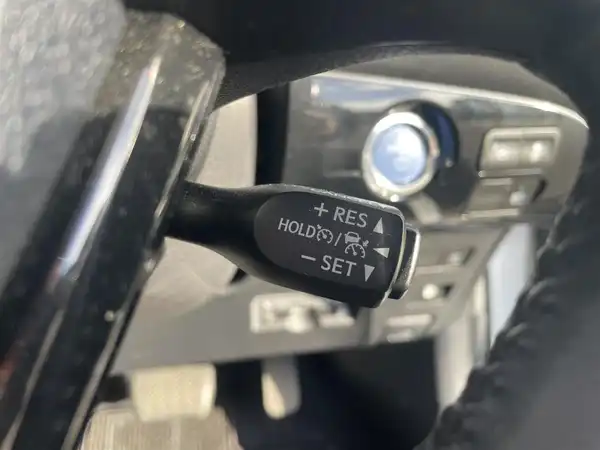 + RES
HOLD /
− SET